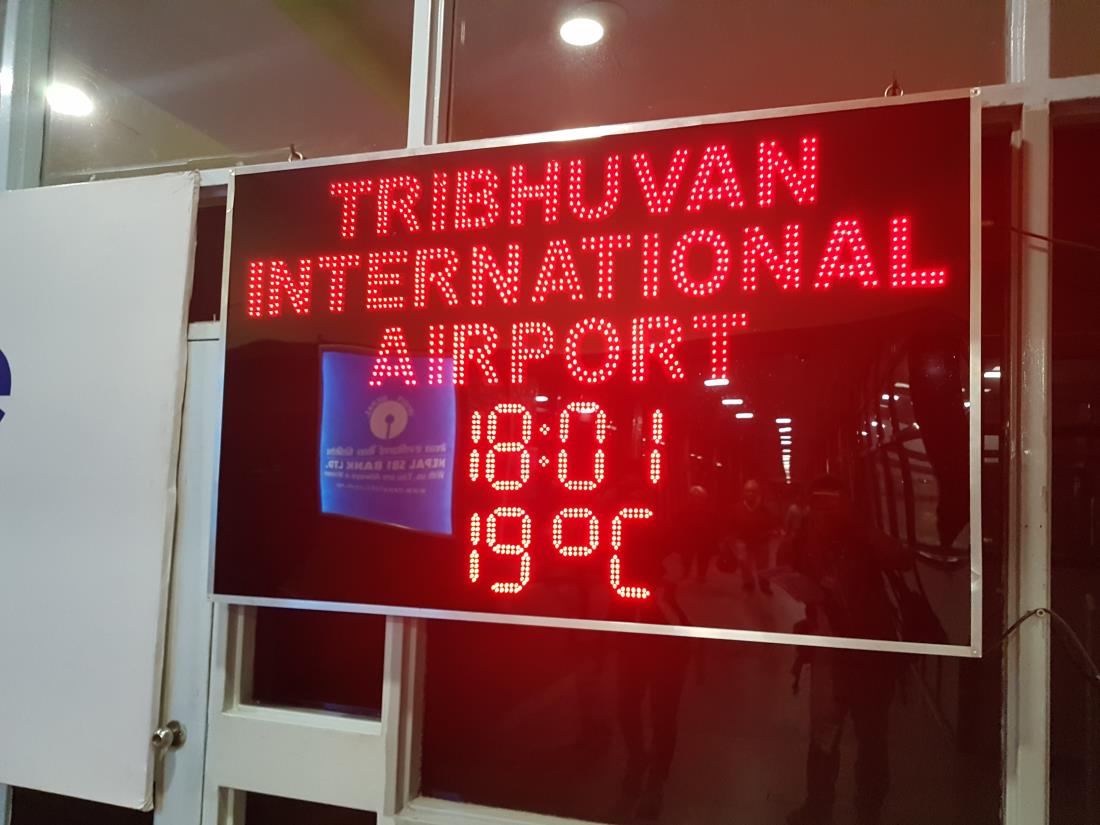 TRIBHUVAN
INTERNATIONAL
AIRPORT
18:01
19°C
NEPAL SBI BANK LTD.